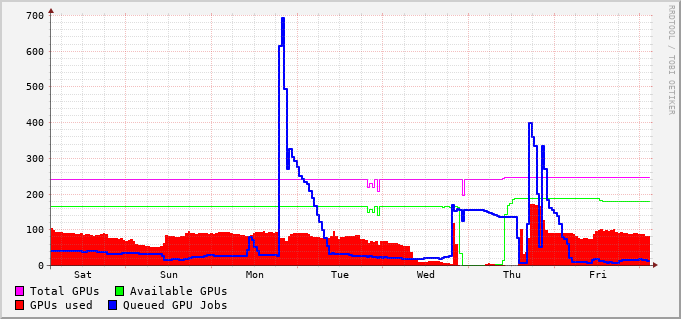 700
600
500
400
300
200
100
0
Sat Sun Mon Tue Wed Thu Fri
Total GPUs Available GPUs
GPUs used Queued GPU Jobs
RRDTOOL / TOBI OETIKER